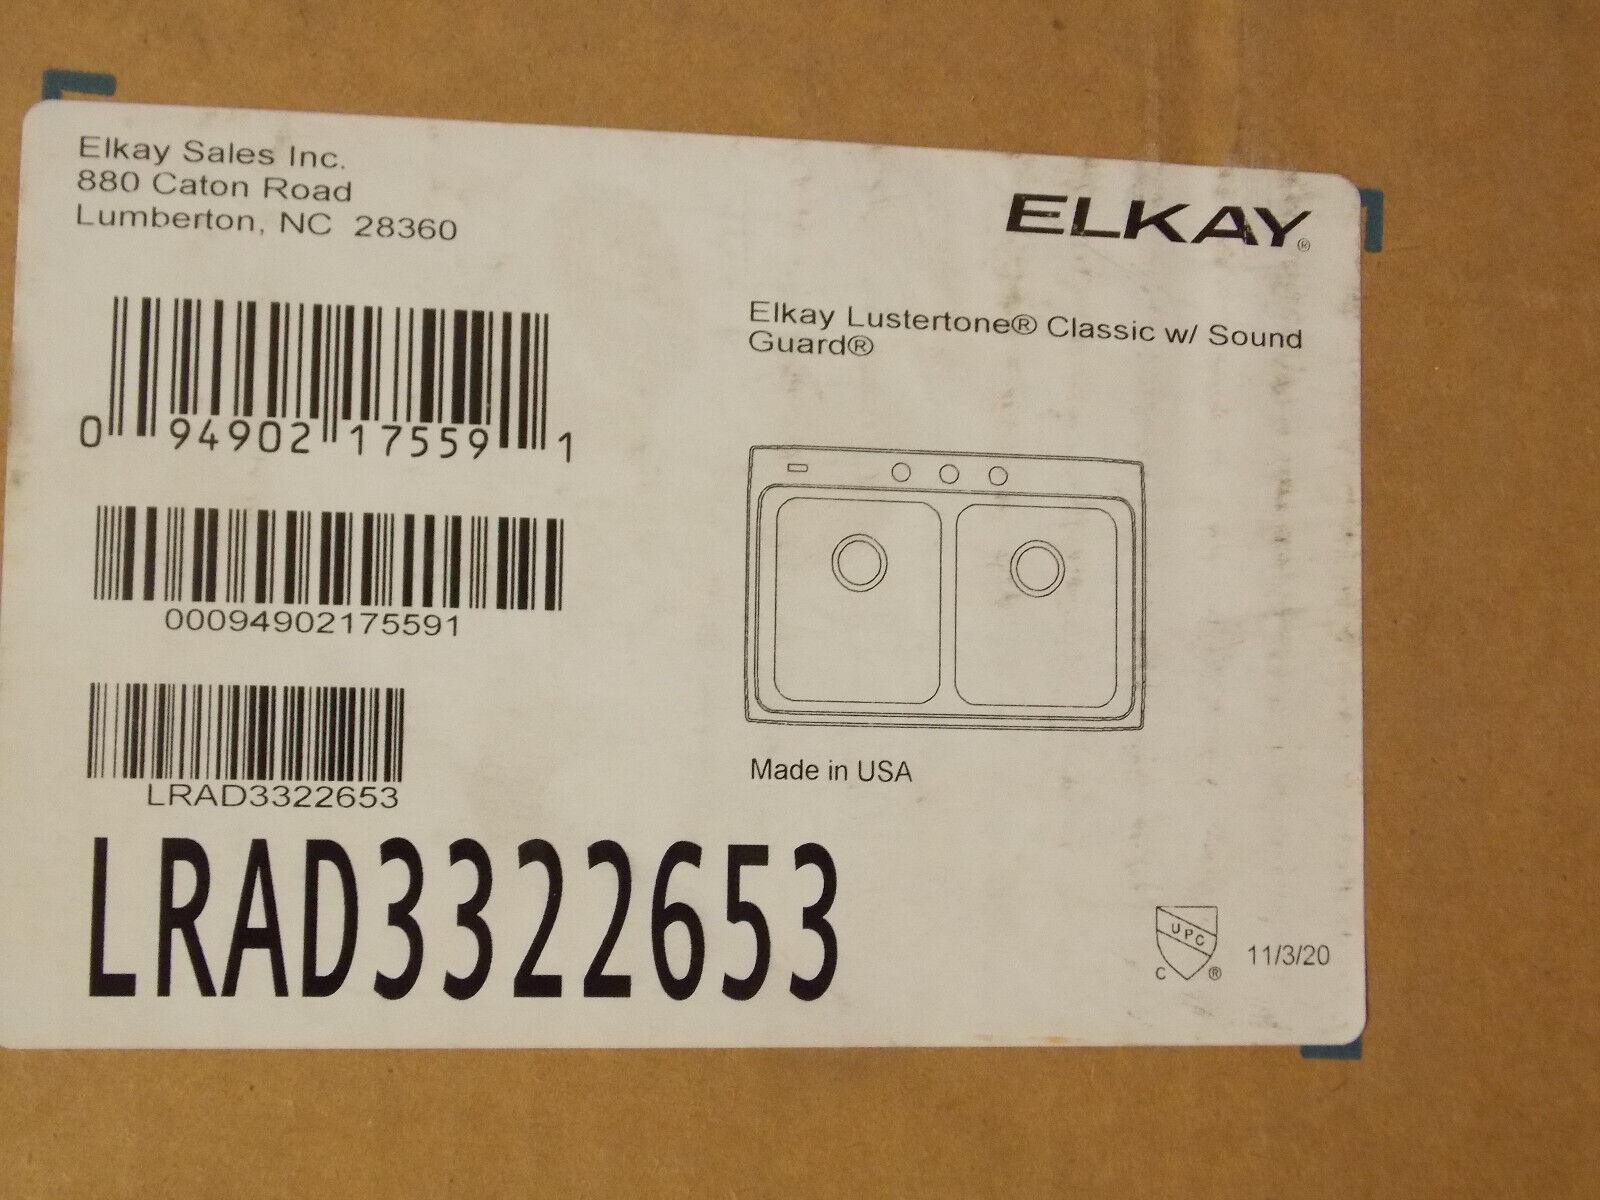 Elkay Sales Inc.
880 Caton Road
Lumberton, NC 28360
ELKAY®
0 94902 17559 1
Elkay Lustertone® Classic w/ Sound
Guard®
00094902175591
LRAD3322653
Made in USA
LRAD3322653
UPC
C ®
11/3/20